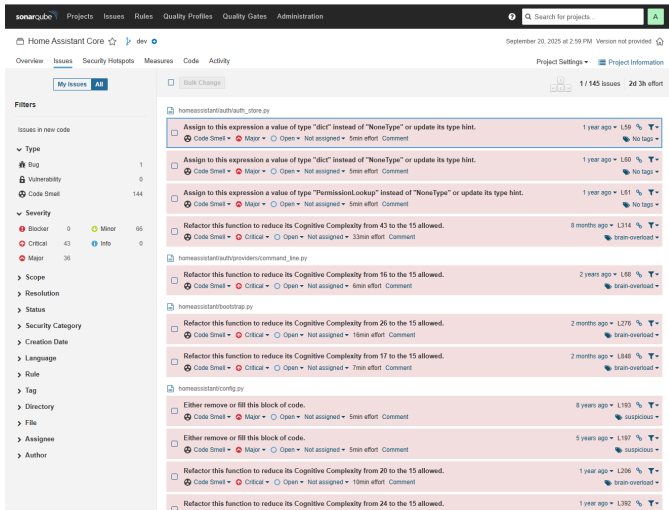 sonarqube Projects Issues Rules Quality Profiles Quality Gates Administration Search for projects... A
Home Assistant Core dev September 20, 2025 at 2:59 PM Version not provided
Overview Issues Security Hotspots Measures Code Activity Project Settings Project Information
My Issues All Bulk Change 1 / 145 issues 2d 3h effort
Filters
Issues in new code
Type
Bug 1
Vulnerability 0
Code Smell 144
Severity
Blocker 0 Minor 66
Critical 43 Info 0
Major 36
Scope
Resolution
Status
Security Category
Creation Date
Language
Rule
Tag
Directory
File
Assignee
Author
homeassistant/auth/auth_store.py
Assign to this expression a value of type "dict" instead of "NoneType" or update its type hint. 1 year ago L59
Code Smell Major Open Not assigned 5min effort Comment No tags
Assign to this expression a value of type "dict" instead of "NoneType" or update its type hint. 1 year ago L60
Code Smell Major Open Not assigned 5min effort Comment No tags
Assign to this expression a value of type "PermissionLookup" instead of "NoneType" or update its type hint. 1 year ago L61
Code Smell Major Open Not assigned 5min effort Comment No tags
Refactor this function to reduce its Cognitive Complexity from 43 to the 15 allowed. 8 months ago L314
Code Smell Critical Open Not assigned 33min effort Comment brain-overload
homeassistant/auth/providers/command_line.py
Refactor this function to reduce its Cognitive Complexity from 16 to the 15 allowed. 2 years ago L68
Code Smell Critical Open Not assigned 6min effort Comment brain-overload
homeassistant/bootstrap.py
Refactor this function to reduce its Cognitive Complexity from 26 to the 15 allowed. 2 months ago L276
Code Smell Critical Open Not assigned 16min effort Comment brain-overload
Refactor this function to reduce its Cognitive Complexity from 17 to the 15 allowed. 2 months ago L848
Code Smell Critical Open Not assigned 7min effort Comment brain-overload
homeassistant/config.py
Either remove or fill this block of code. 8 years ago L193
Code Smell Major Open Not assigned 5min effort Comment suspicious
Either remove or fill this block of code. 5 years ago L197
Code Smell Major Open Not assigned 5min effort Comment suspicious
Refactor this function to reduce its Cognitive Complexity from 20 to the 15 allowed. 1 year ago L206
Code Smell Critical Open Not assigned 10min effort Comment brain-overload
Refactor this function to reduce its Cognitive Complexity from 24 to the 15 allowed. 1 year ago L392